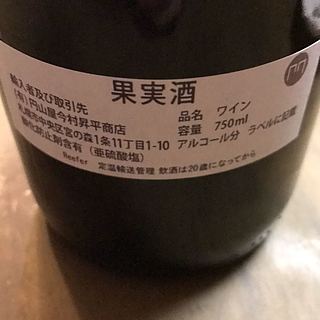 果実酒
輸入者及び取引先
(有)円山屋今村昇平商店
札幌市中央区宮の森1条11丁目1-10
酸化防止剤含有(亜硫酸塩)
品名 ワイン
容量 750ml
アルコール分 ラベルに記載
Reefer 定温輸送管理 飲酒は20歳になってから